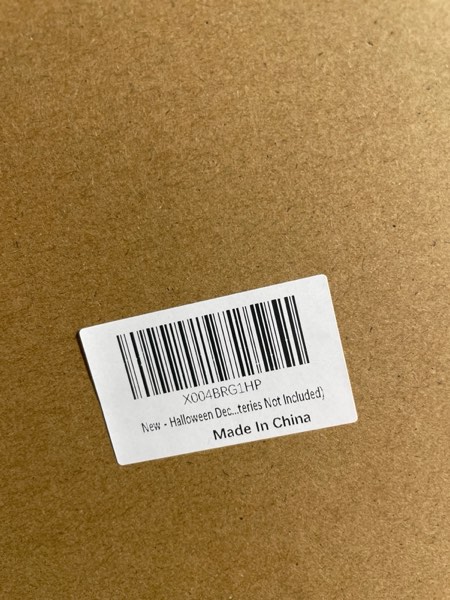 X004BRG1HP
New - Halloween Dec...teries Not Included)
Made In China